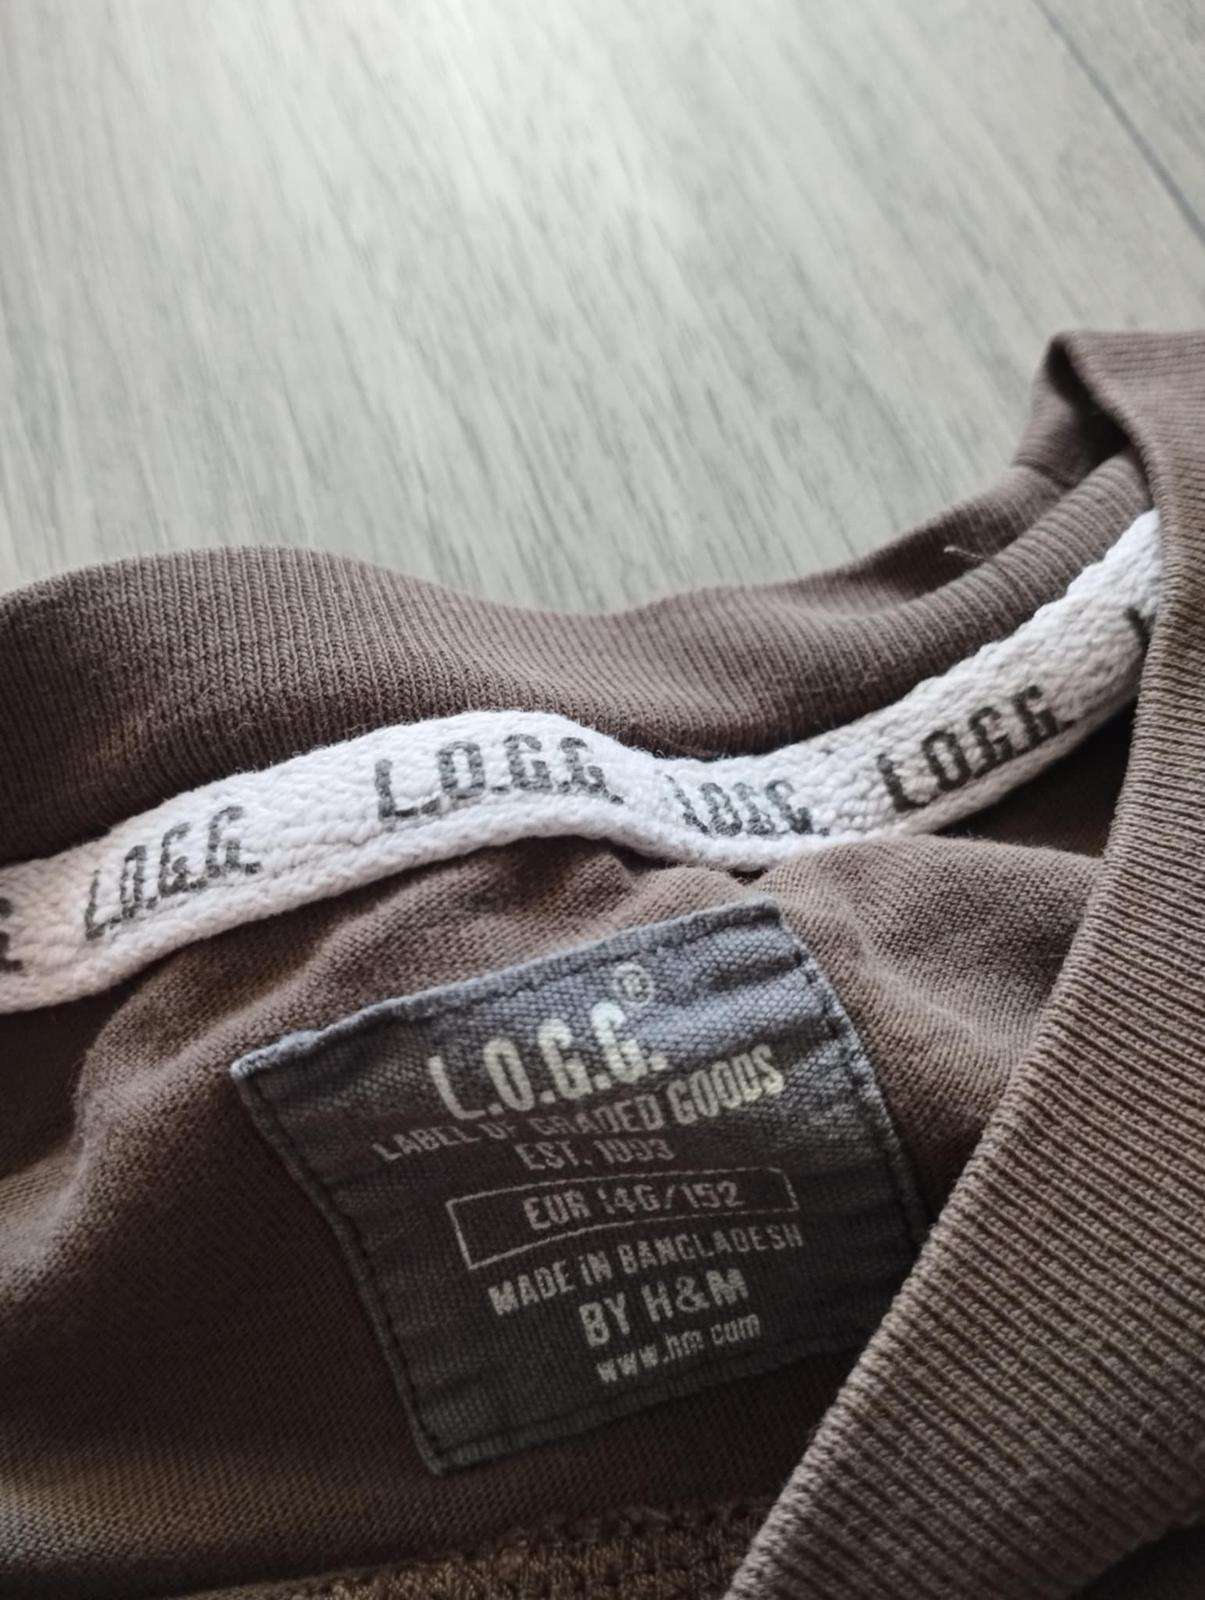 L.O.G.G.
L.O.G.G.
L.O.G.G.
L.O.G.G.
L.O.G.G.®
LABEL OF GRADED GOODS
EST. 1993
EUR 146/152
MADE IN BANGLADESH
BY H&M
www.hm.com